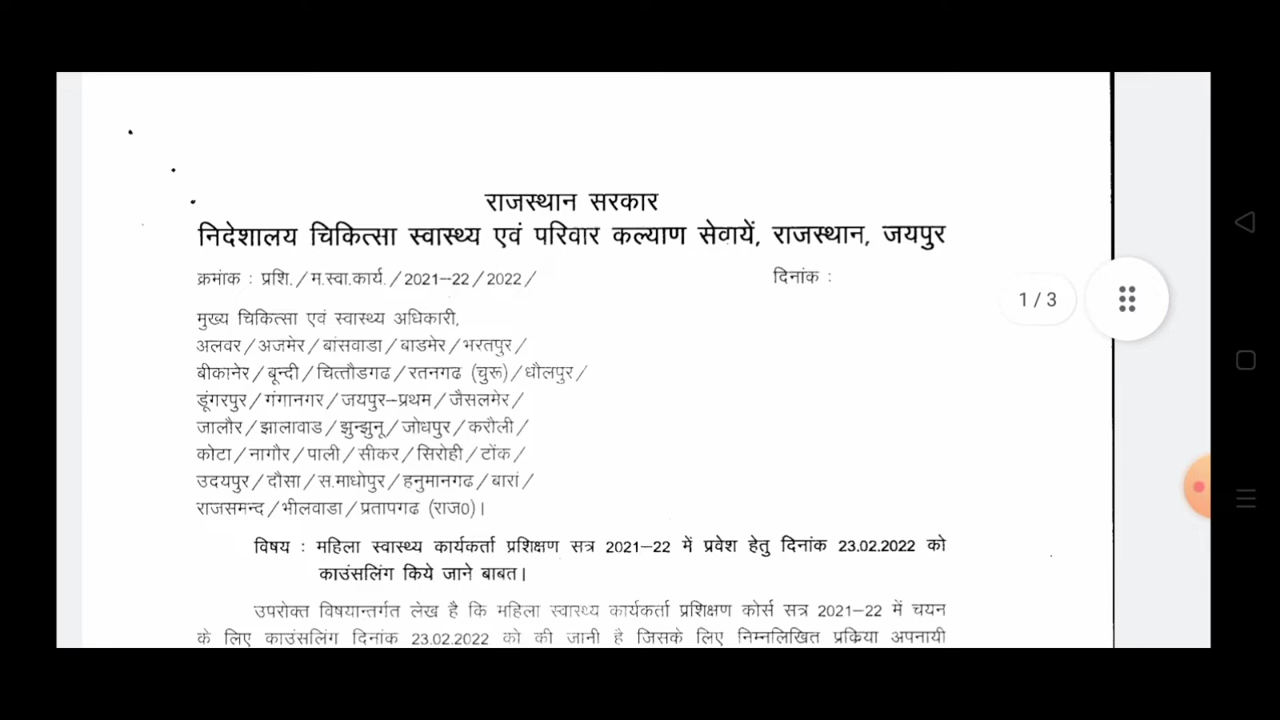 राजस्थान सरकार
निदेशालय चिकित्सा स्वास्थ्य एवं परिवार कल्याण सेवायें, राजस्थान, जयपुर
क्रमांक : प्रशि./म.स्वा.कार्य./2021–22/2022/ दिनांक :
1 / 3
मुख्य चिकित्सा एवं स्वास्थ्य अधिकारी,
अलवर/अजमेर/बांसवाडा/बाडमेर/भरतपुर/
बीकानेर/बून्दी/चित्तौडगढ/रतनगढ (चुरू)/धौलपुर/
डूंगरपुर/गंगानगर/जयपुर–प्रथम/जैसलमेर/
जालौर/झालावाड/झुन्झुनू/जोधपुर/करौली/
कोटा/नागौर/पाली/सीकर/सिरोही/टोंक/
उदयपुर/दौसा/स.माधोपुर/हनुमानगढ/बारां/
राजसमन्द/भीलवाडा/प्रतापगढ (राज0)।
विषय : महिला स्वास्थ्य कार्यकर्ता प्रशिक्षण सत्र 2021–22 में प्रवेश हेतु दिनांक 23.02.2022 को
काउंसलिंग किये जाने बाबत।
उपरोक्त विषयान्तर्गत लेख है कि महिला स्वास्थ्य कार्यकर्ता प्रशिक्षण कोर्स सत्र 2021–22 में चयन
के लिए काउंसलिंग दिनांक 23.02.2022 को की जानी है जिसके लिए निम्नलिखित प्रकिया अपनायी